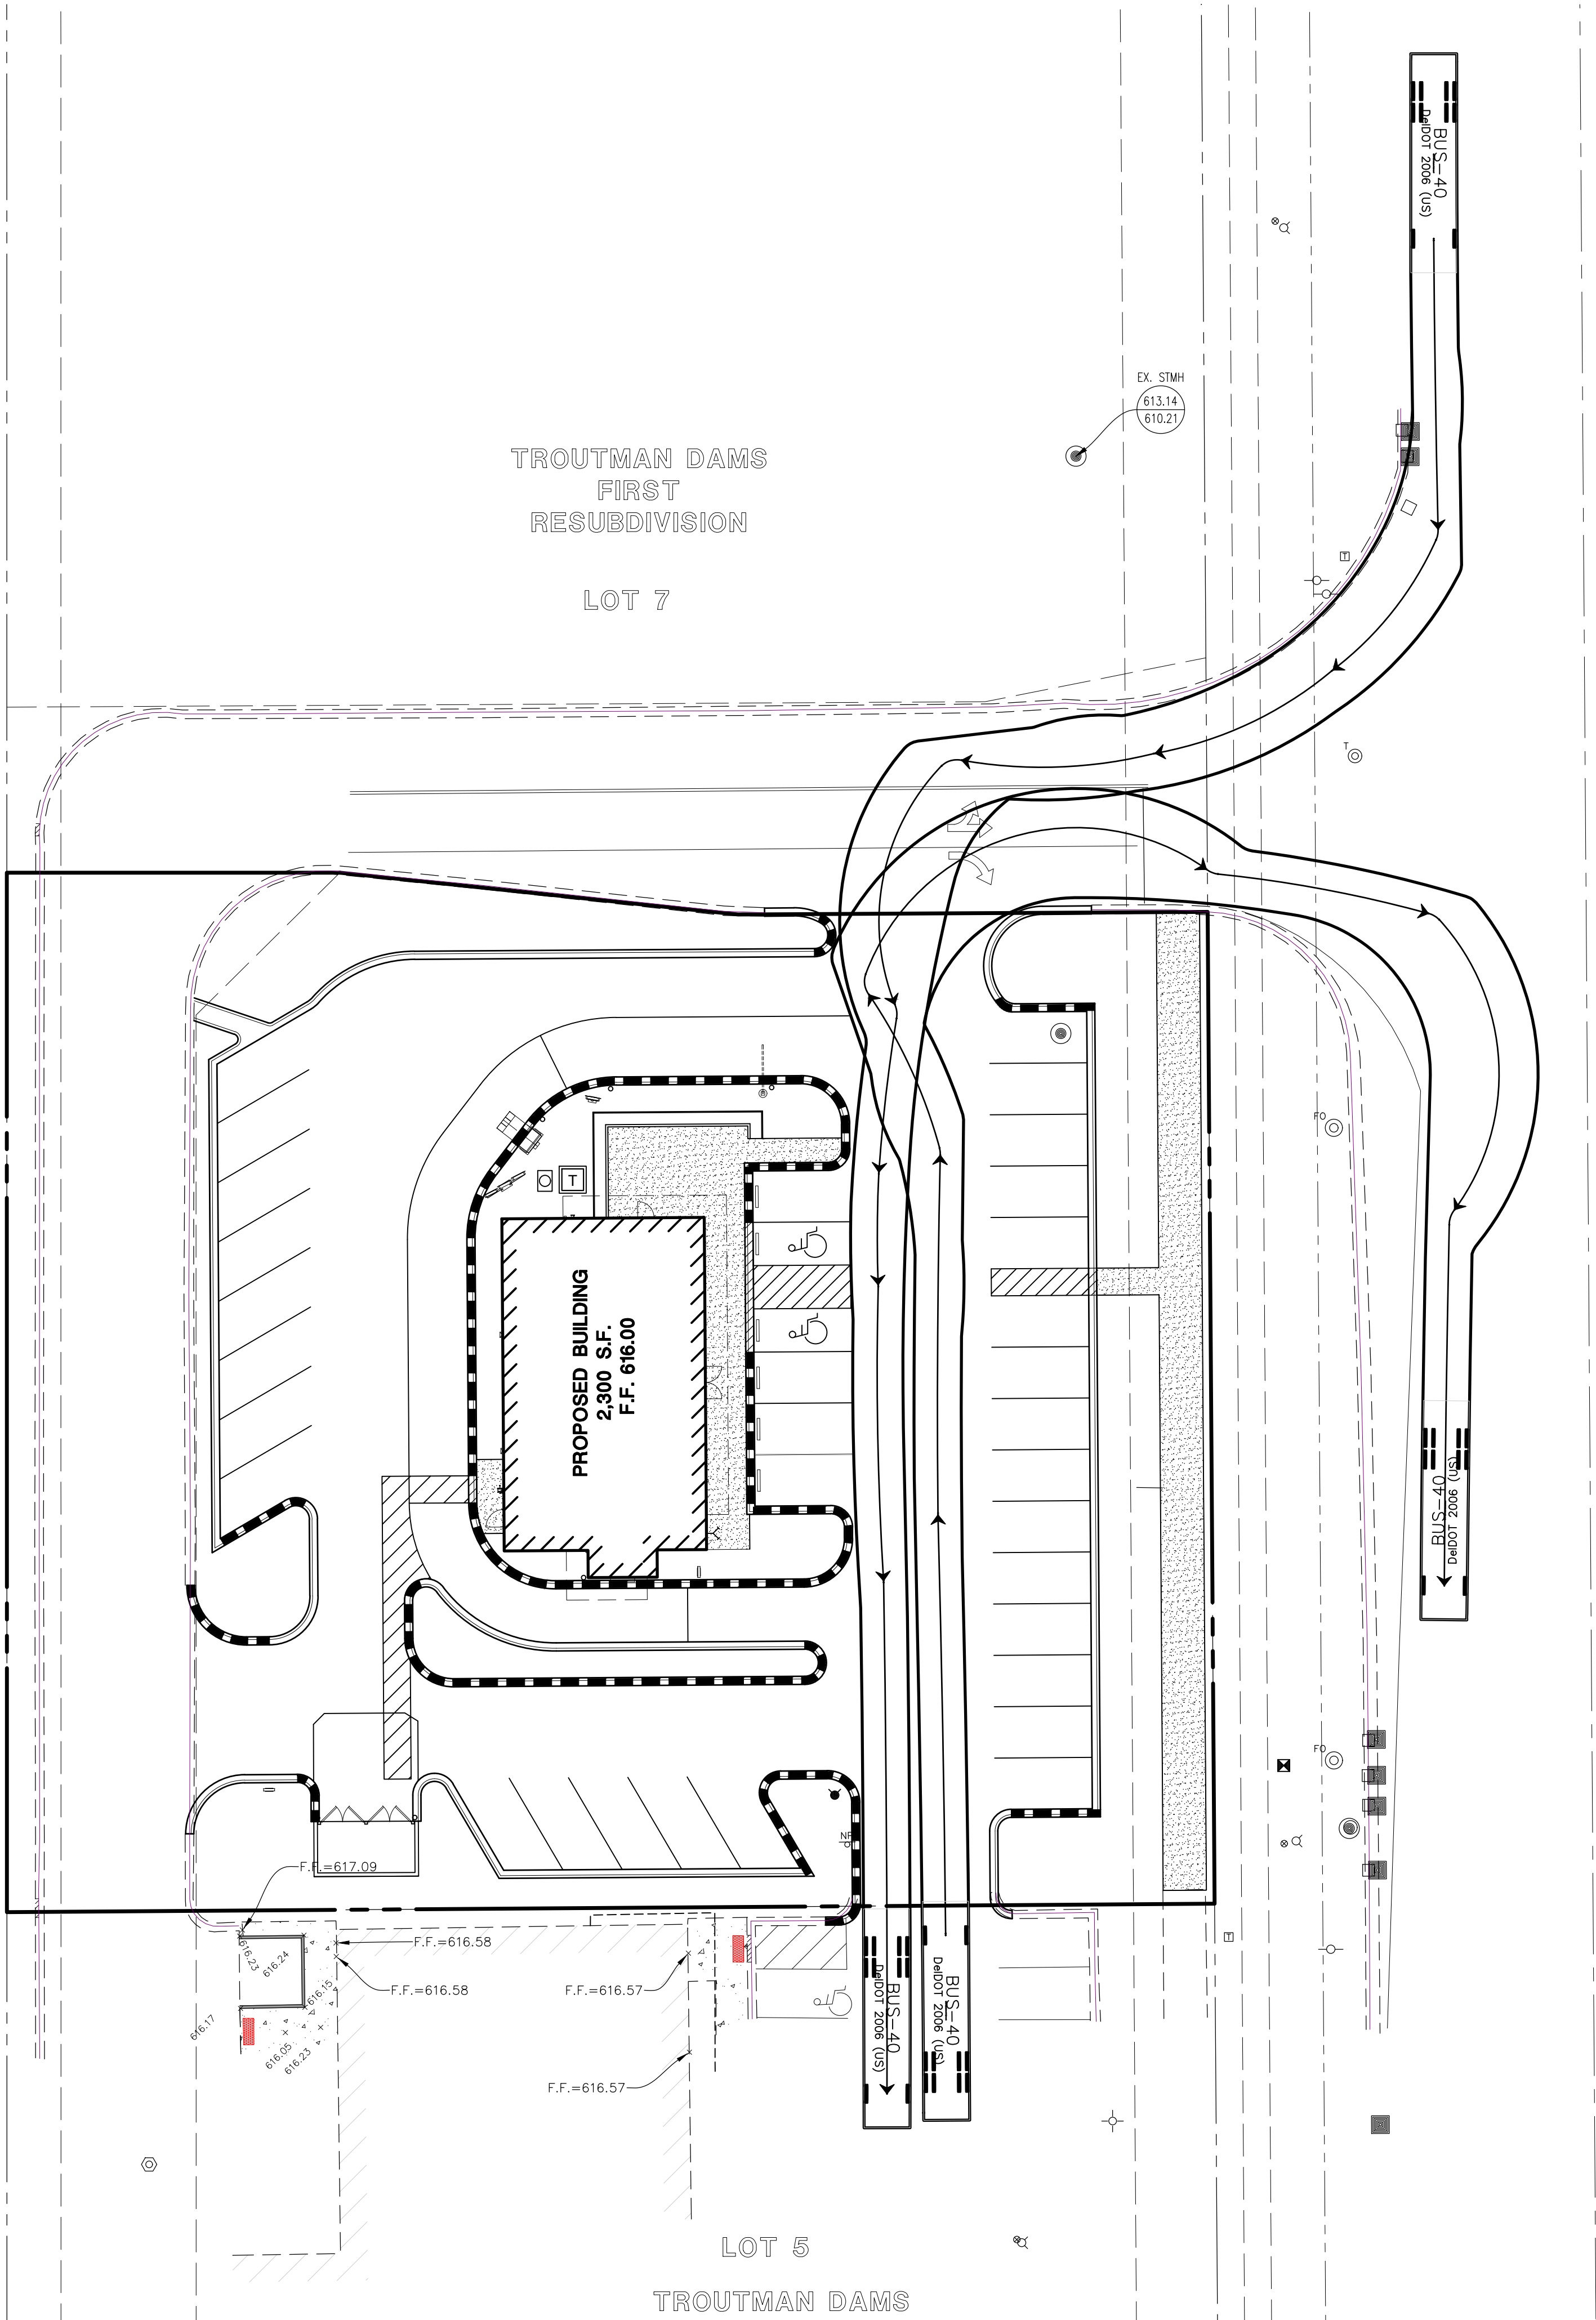 BUS-40
DelDOT 2006 (US)
EX. STMH
613.14
610.21
TROUTMAN DAMS
FIRST
RESUBDIVISION
LOT 7
T
T
FO
T
PROPOSED BUILDING
2,300 S.F.
F.F. 616.00
BUS-40
DelDOT 2006 (US)
FO
F.F.=617.09
F.F.=616.58
F.F.=616.58
F.F.=616.57
F.F.=616.57
616.23
616.24
616.15
616.17
616.05
616.23
T
BUS-40
DelDOT 2006 (US)
BUS-40
DelDOT 2006 (US)
LOT 5
TROUTMAN DAMS